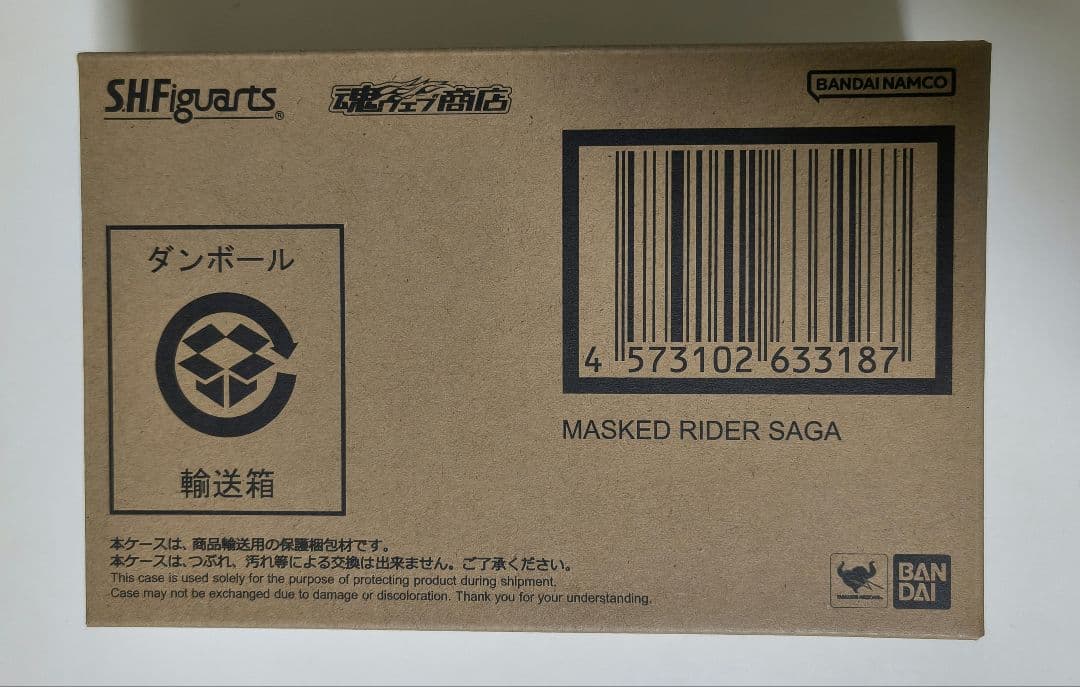 S.H.Figuarts®
魂ウェブ商店
BANDAI NAMCO
ダンボール
輸送箱
4 573102 633187
MASKED RIDER SAGA
本ケースは、商品輸送用の保護梱包材です。
本ケースは、つぶれ、汚れ等による交換は出来ません。ご了承ください。
This case is used solely for the purpose of protecting product during shipment.
Case may not be exchanged due to damage or discoloration. Thank you for your understanding.
BAN
DAI